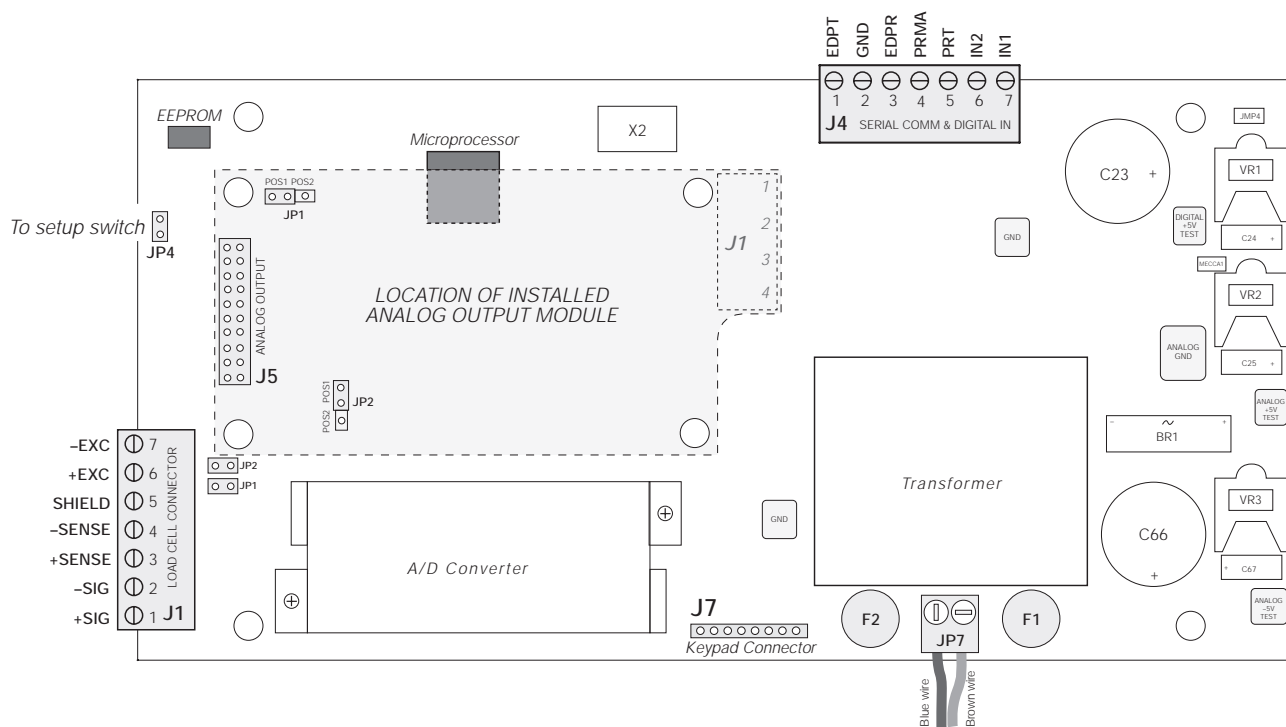 EDPT
GND
EDPR
PRMA
PRT
IN2
IN1
1 2 3 4 5 6 7
J4 SERIAL COMM & DIGITAL IN
EEPROM
Microprocessor
X2
C23 +
JMP4
VR1
C24 +
DIGITAL
+5V
TEST
MECCA1
VR2
C25 +
GND
ANALOG
GND
ANALOG
+5V
TEST
POS1 POS2
JP1
To setup switch
JP4
ANALOG OUTPUT
J5
LOCATION OF INSTALLED
ANALOG OUTPUT MODULE
J1
1
2
3
4
POS1
POS2
JP2
–EXC 7
+EXC 6
SHIELD 5
–SENSE 4
+SENSE 3
–SIG 2
+SIG 1
LOAD CELL CONNECTOR
J1
JP2
JP1
A/D Converter
GND
Transformer
– ~ +
BR1
C66
+
VR3
+ C67
ANALOG
–5V
TEST
J7
Keypad Connector
F2
JP7
F1
Blue wire
Brown wire